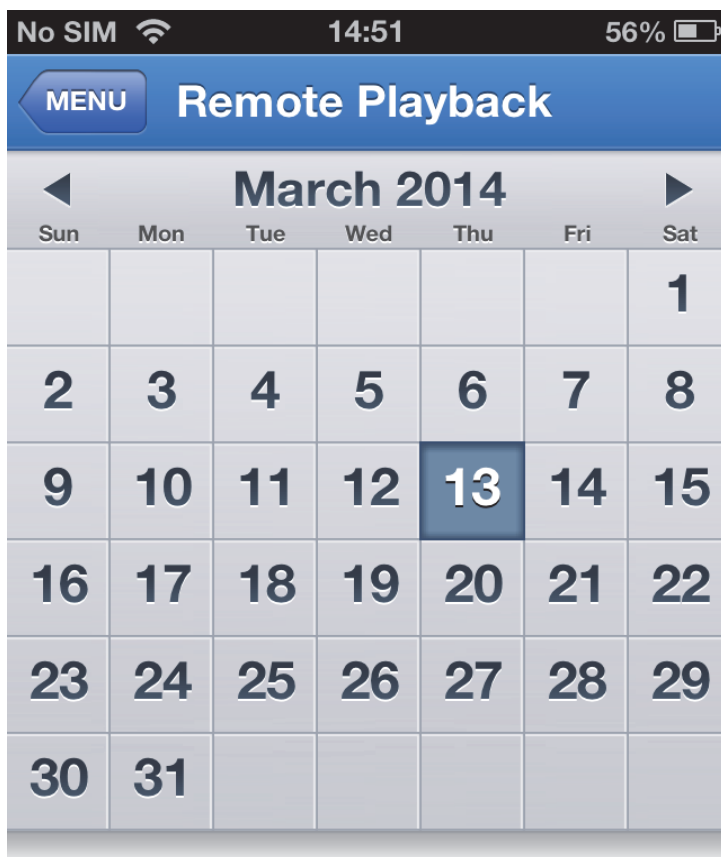 No SIM 14:51 56%
MENU Remote Playback
March 2014
Sun Mon Tue Wed Thu Fri Sat
1
2 3 4 5 6 7 8
9 10 11 12 13 14 15
16 17 18 19 20 21 22
23 24 25 26 27 28 29
30 31